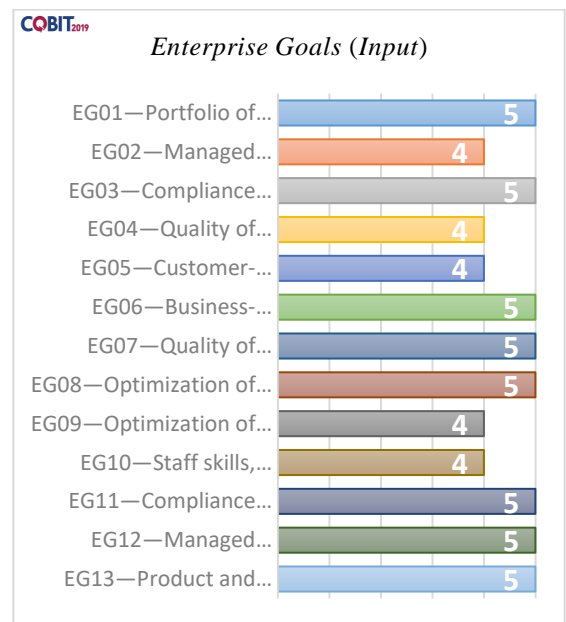 COBIT2019
Enterprise Goals (Input)
EG01—Portfolio of... 5
EG02—Managed... 4
EG03—Compliance... 5
EG04—Quality of... 4
EG05—Customer-... 4
EG06—Business-... 5
EG07—Quality of... 5
EG08—Optimization of... 5
EG09—Optimization of... 4
EG10—Staff skills,... 4
EG11—Compliance... 5
EG12—Managed... 5
EG13—Product and... 5